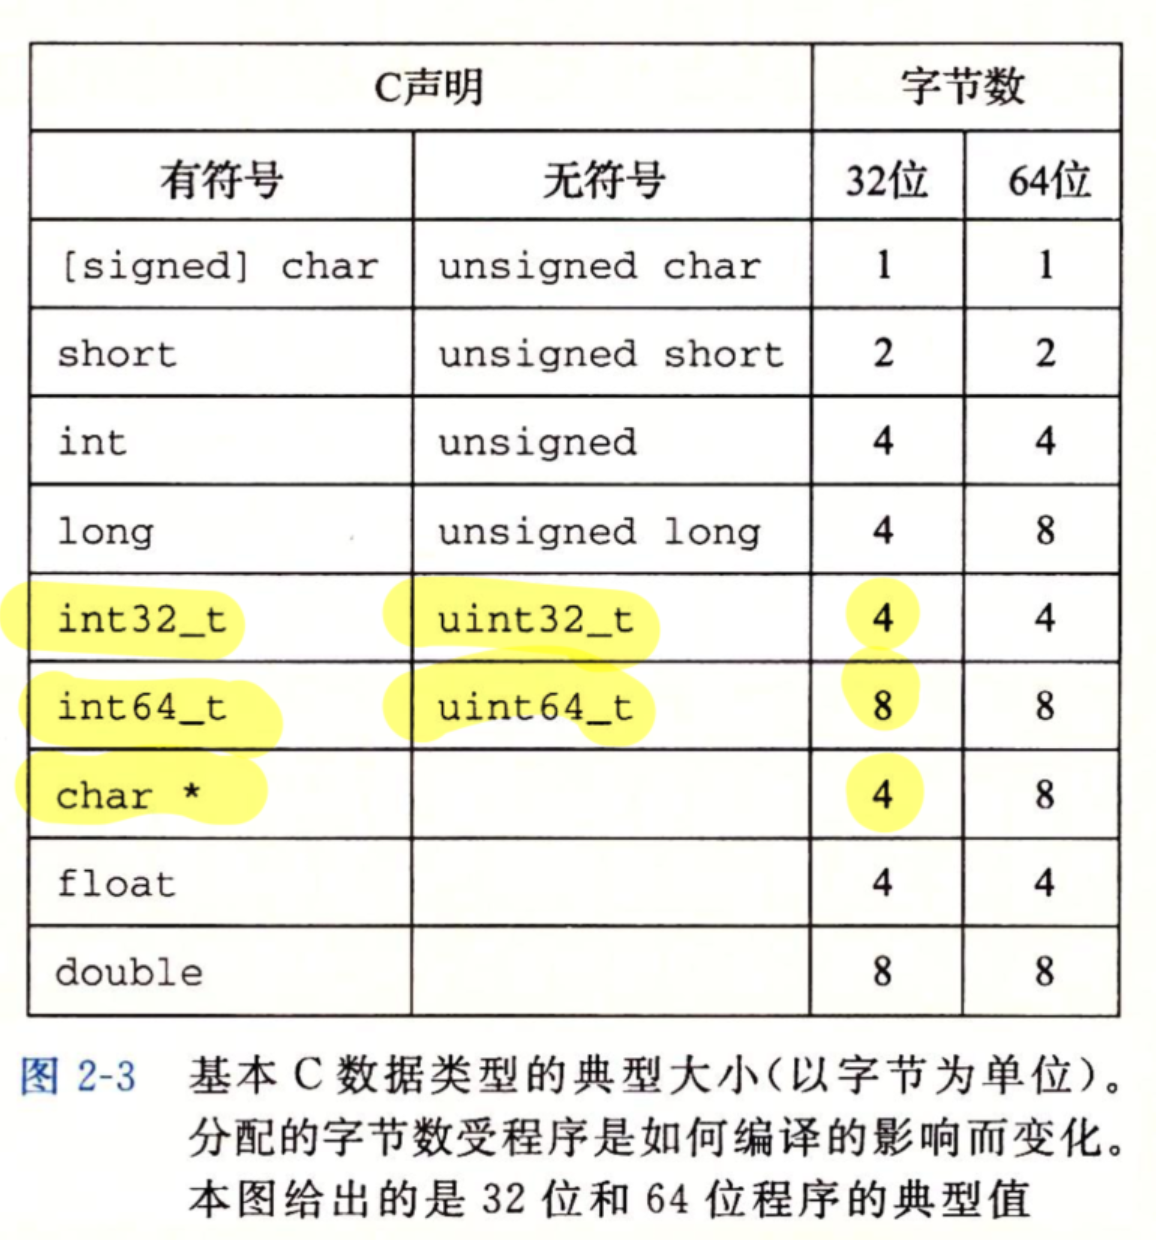 C声明 字节数
有符号 无符号 32位 64位
[signed] char unsigned char 1 1
short unsigned short 2 2
int unsigned 4 4
long unsigned long 4 8
int32_t uint32_t 4 4
int64_t uint64_t 8 8
char * 4 8
float 4 4
double 8 8
图 2-3 基本 C 数据类型的典型大小(以字节为单位)。
分配的字节数受程序是如何编译的影响而变化。
本图给出的是 32 位和 64 位程序的典型值